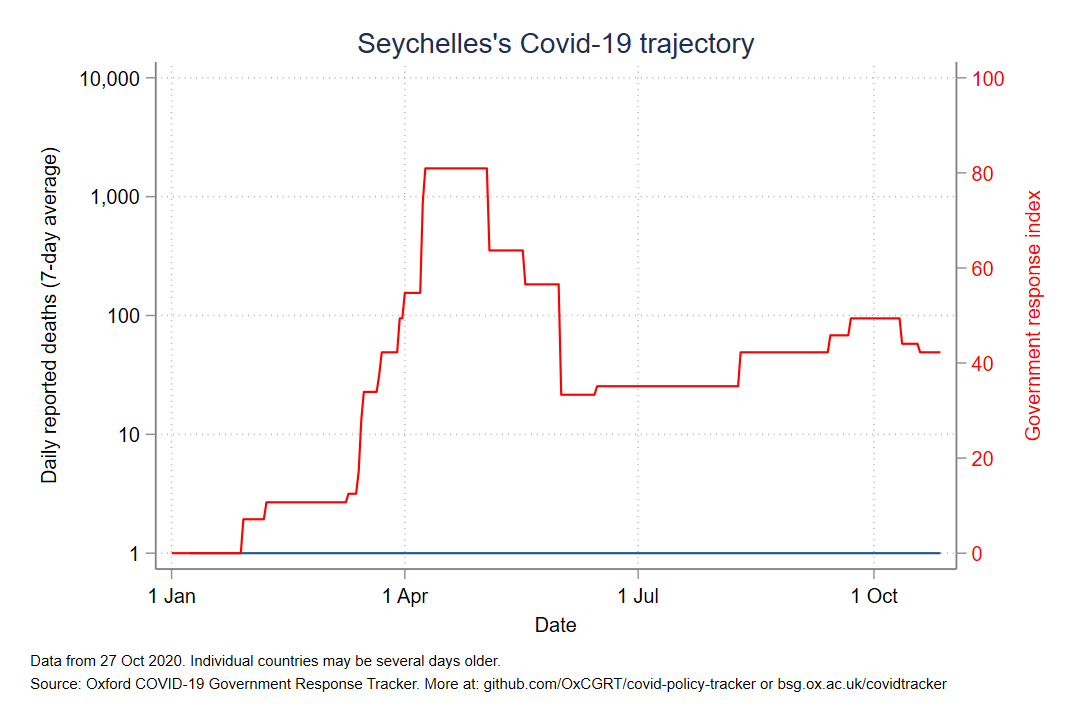 Seychelles's Covid-19 trajectory
Daily reported deaths (7-day average)
10,000
1,000
100
10
1
100
80
60
40
20
0
Government response index
1 Jan
1 Apr
1 Jul
1 Oct
Date
Data from 27 Oct 2020. Individual countries may be several days older.
Source: Oxford COVID-19 Government Response Tracker. More at: github.com/OxCGRT/covid-policy-tracker or bsg.ox.ac.uk/covidtracker